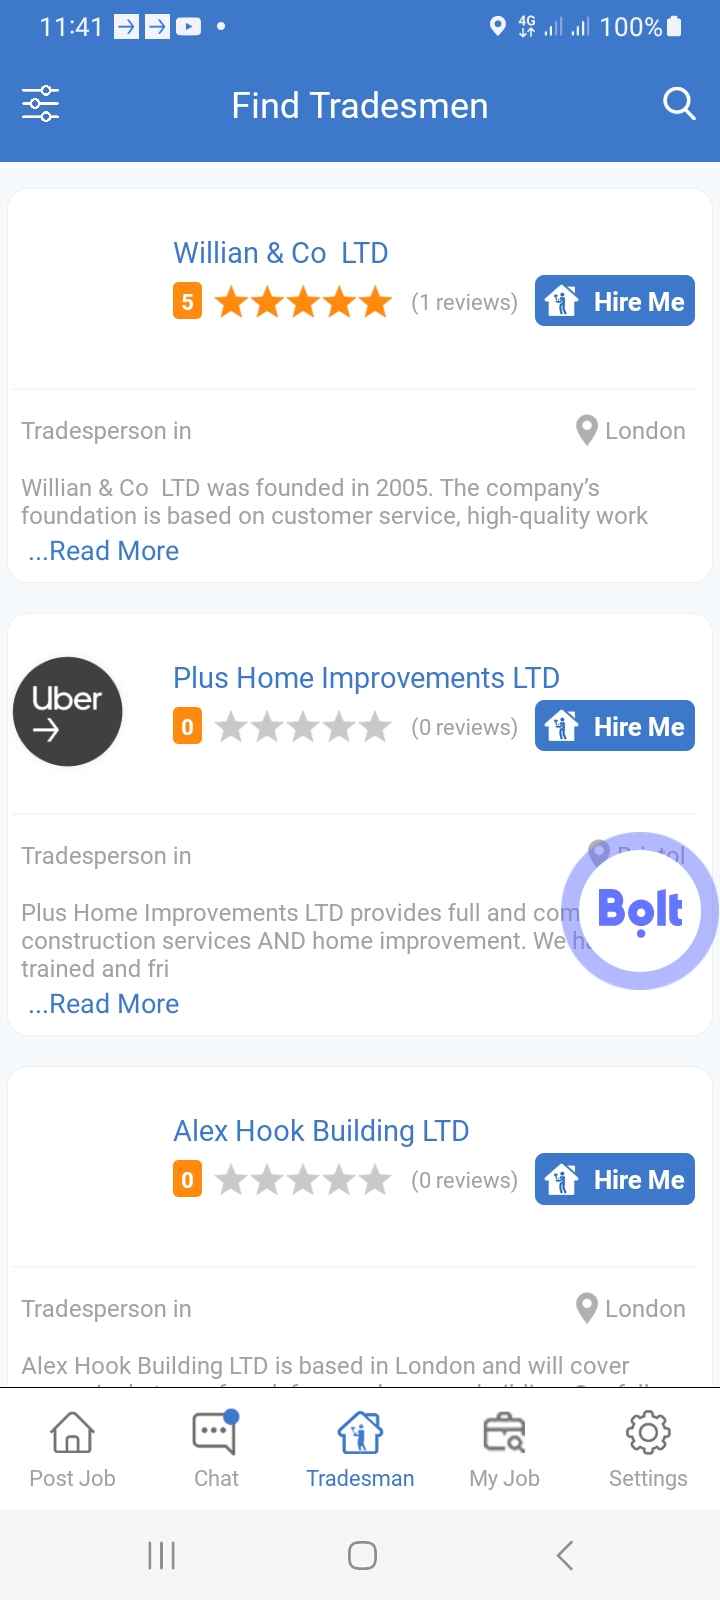 11:41
4G
100%
Find Tradesmen
Willian & Co  LTD
5
(1 reviews)
Hire Me
Tradesperson in
London
Willian & Co  LTD was founded in 2005. The company’s
foundation is based on customer service, high-quality work
...Read More
Uber
Plus Home Improvements LTD
0
(0 reviews)
Hire Me
Tradesperson in
Bristol
Bolt
Plus Home Improvements LTD provides full and com
construction services AND home improvement. We h
trained and fri
...Read More
Alex Hook Building LTD
0
(0 reviews)
Hire Me
Tradesperson in
London
Alex Hook Building LTD is based in London and will cover
Post Job
Chat
Tradesman
My Job
Settings